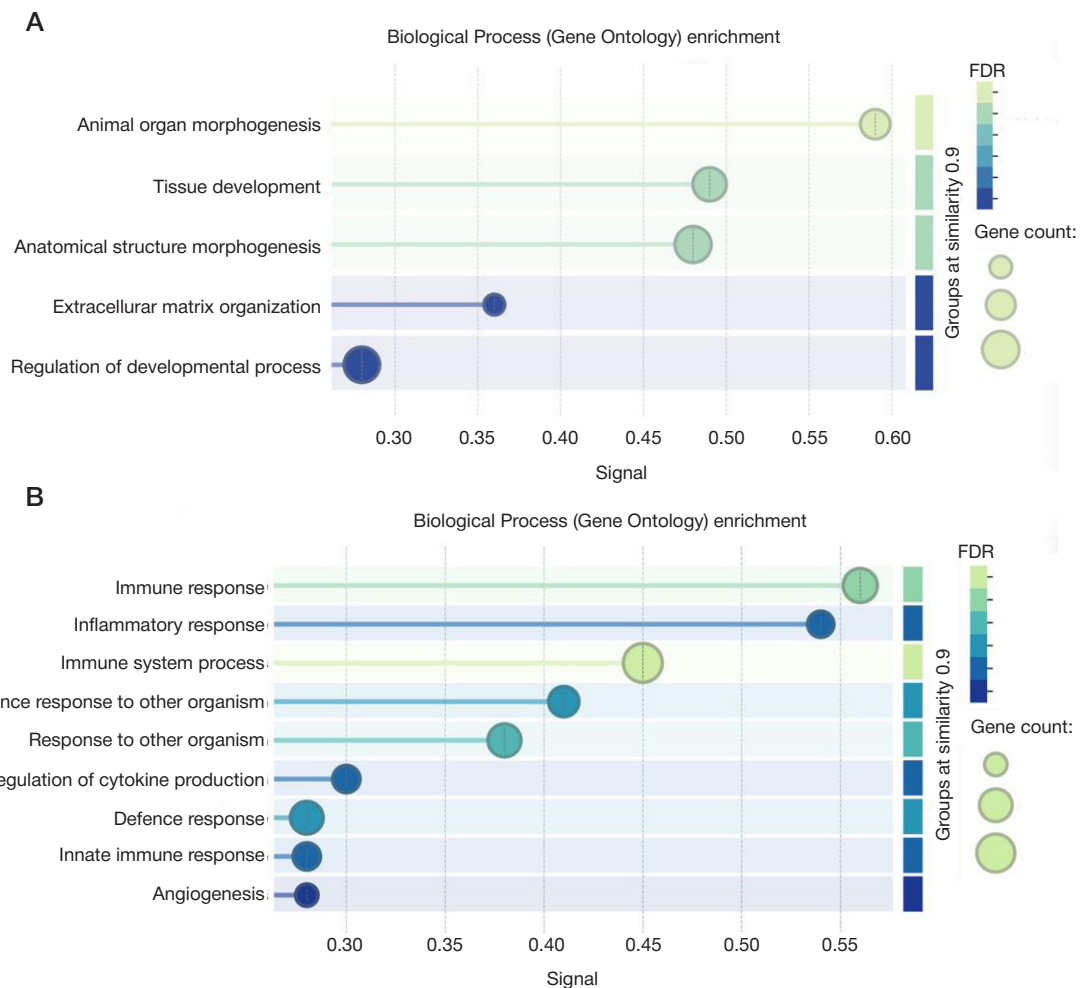 A
Biological Process (Gene Ontology) enrichment
FDR
Animal organ morphogenesis
Tissue development
Anatomical structure morphogenesis
Extracellurar matrix organization
Regulation of developmental process
Groups at similarity 0.9
Gene count:
0.30 0.35 0.40 0.45 0.50 0.55 0.60
Signal
B
Biological Process (Gene Ontology) enrichment
FDR
Immune response
Inflammatory response
Immune system process
nce response to other organism
Response to other organism
egulation of cytokine production
Defence response
Innate immune response
Angiogenesis
Groups at similarity 0.9
Gene count:
0.30 0.35 0.40 0.45 0.50 0.55
Signal